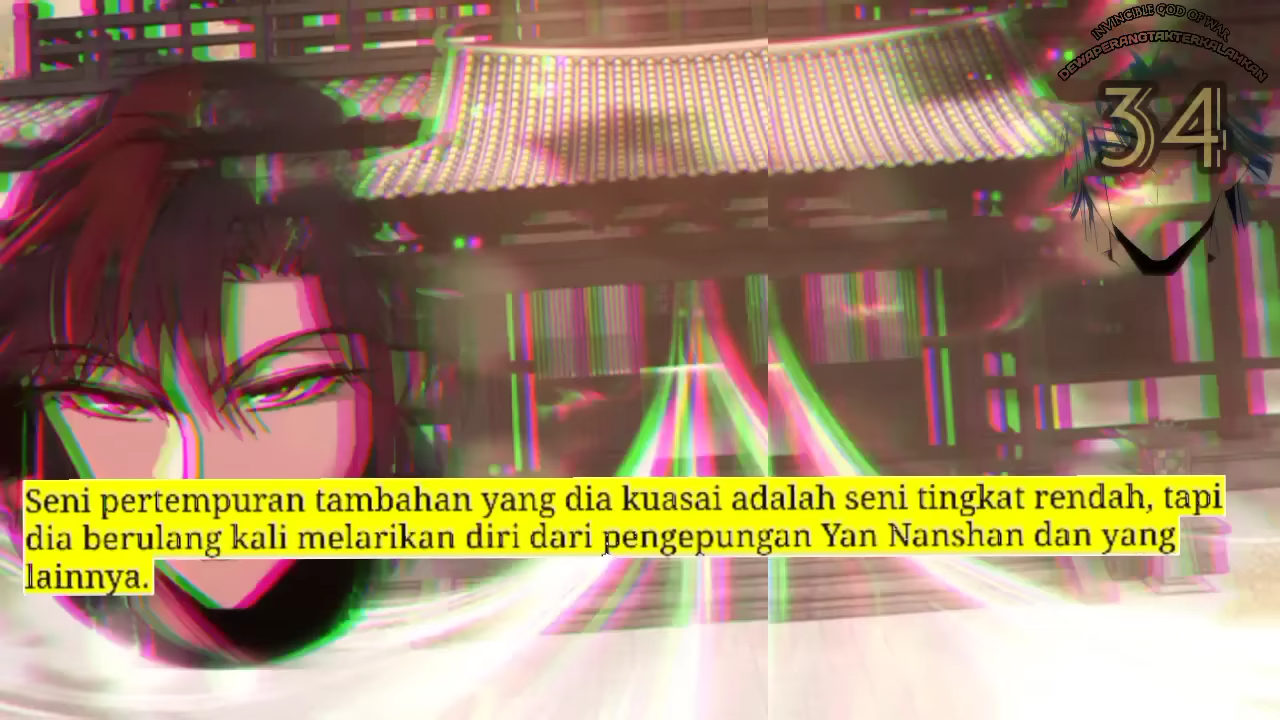 INVINCIBLE GOD OF WAR
DEWAPERANGTAKTERKALAHKAN
34
Seni pertempuran tambahan yang dia kuasai adalah seni tingkat rendah, tapi
dia berulang kali melarikan diri dari pengepungan Yan Nanshan dan yang
lainnya.